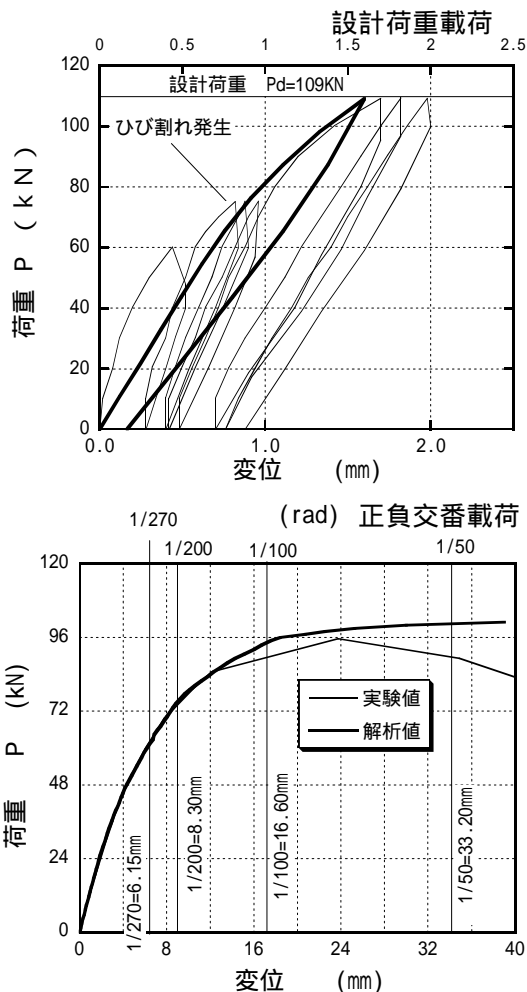 設計荷重載荷
0 0.5 1 1.5 2 2.5
120
100
80
60
40
20
0
設計荷重 Pd=109KN
ひび割れ発生
荷重 P (kN)
0.0 1.0 2.0
変位 (mm)
(rad) 正負交番載荷
1/270
1/200 1/100 1/50
120
96
72
48
24
0
荷重 P (kN)
実験値
解析値
1/270=6.15mm
1/200=8.30mm
1/100=16.60mm
1/50=33.20mm
0 8 16 24 32 40
変位 (mm)